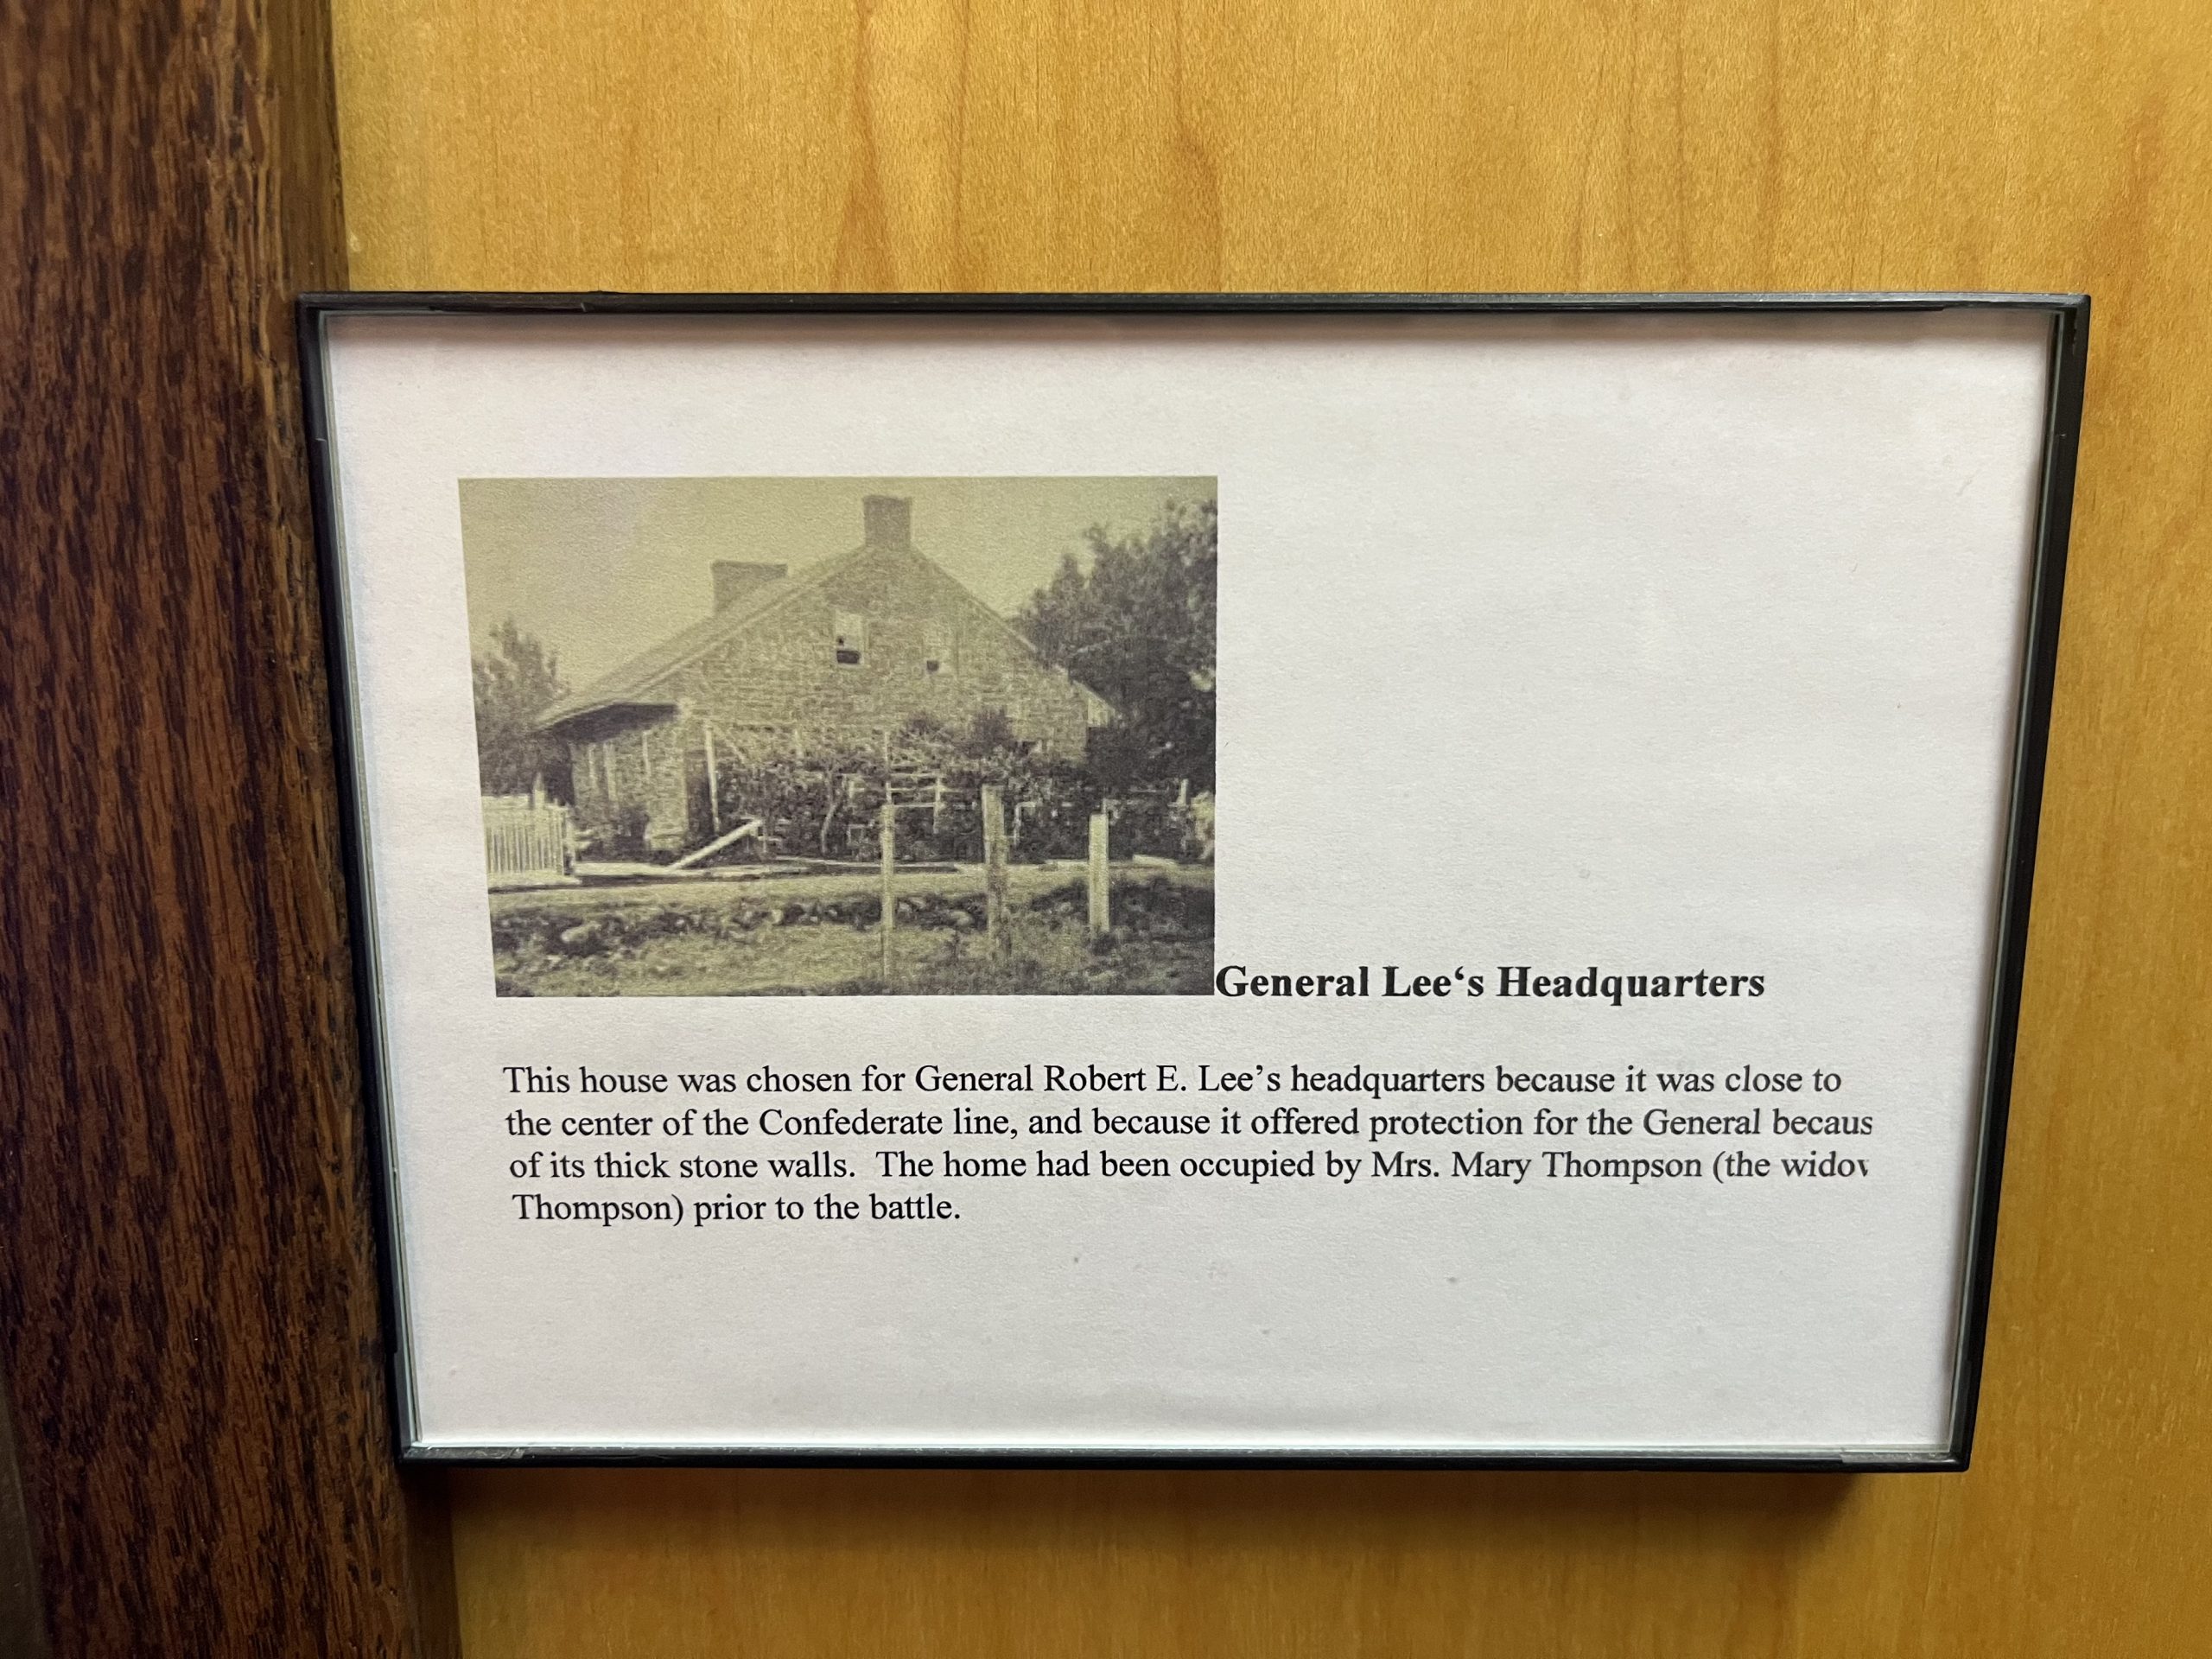 General Lee‘s Headquarters
This house was chosen for General Robert E. Lee’s headquarters because it was close to
the center of the Confederate line, and because it offered protection for the General becaus
of its thick stone walls. The home had been occupied by Mrs. Mary Thompson (the widov
Thompson) prior to the battle.